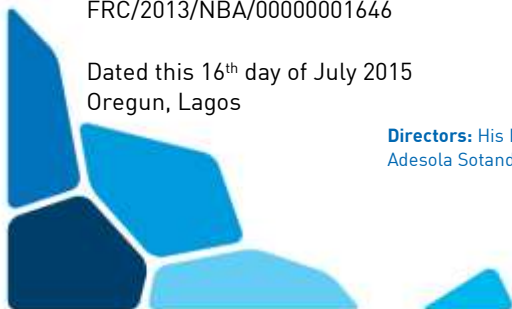 FRC/2013/NBA/00000001646
Dated this 16th day of July 2015
Oregun, Lagos
Directors: His
Adesola Sotand